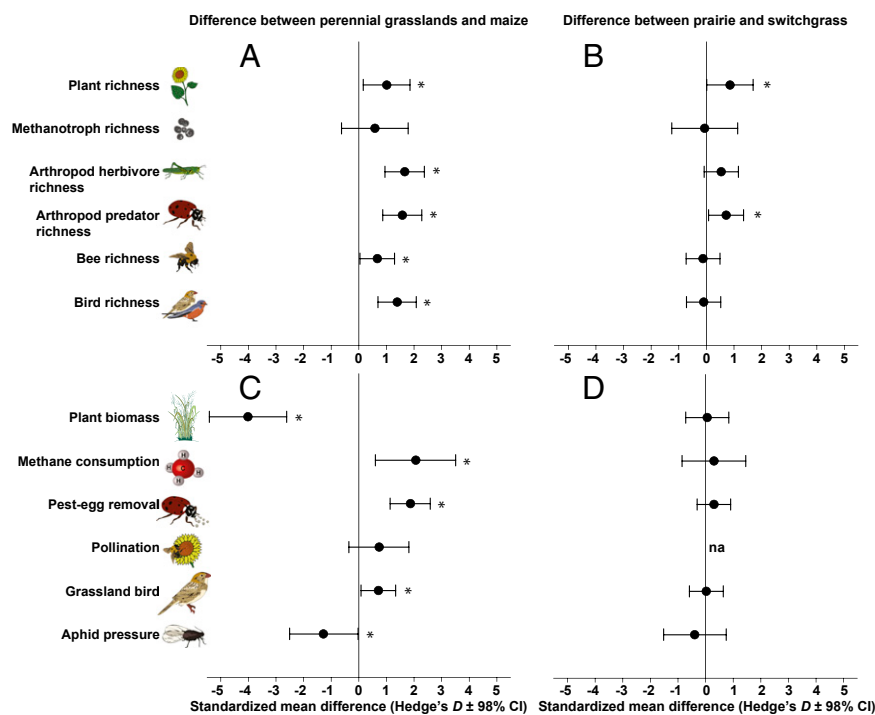 Difference between perennial grasslands and maize
Difference between prairie and switchgrass
A
B
Plant richness
*
*
Methanotroph richness
Arthropod herbivore
richness
*
Arthropod predator
richness
*
*
Bee richness
*
Bird richness
*
-5 -4 -3 -2 -1 0 1 2 3 4 5
-5 -4 -3 -2 -1 0 1 2 3 4 5
C
D
Plant biomass
*
Methane consumption
H
H
H
*
Pest-egg removal
*
Pollination
na
Grassland bird
*
Aphid pressure
*
-5 -4 -3 -2 -1 0 1 2 3 4 5
-5 -4 -3 -2 -1 0 1 2 3 4 5
Standardized mean difference (Hedge's D ± 98% CI)
Standardized mean difference (Hedge's D ± 98% CI)